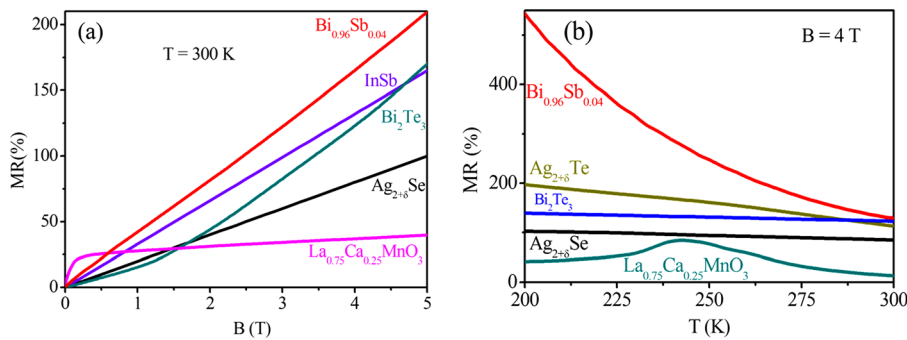 (a)
T = 300 K
Bi₀.₉₆Sb₀.₀₄
InSb
Bi₂Te₃
Ag₂₊δSe
La₀.₇₅Ca₀.₂₅MnO₃
MR(%)
200
150
100
50
0
0 1 2 3 4 5
B (T)
(b)
B = 4 T
Bi₀.₉₆Sb₀.₀₄
Ag₂₊δTe
Bi₂Te₃
Ag₂₊δSe
La₀.₇₅Ca₀.₂₅MnO₃
MR (%)
400
200
0
200 225 250 275 300
T (K)